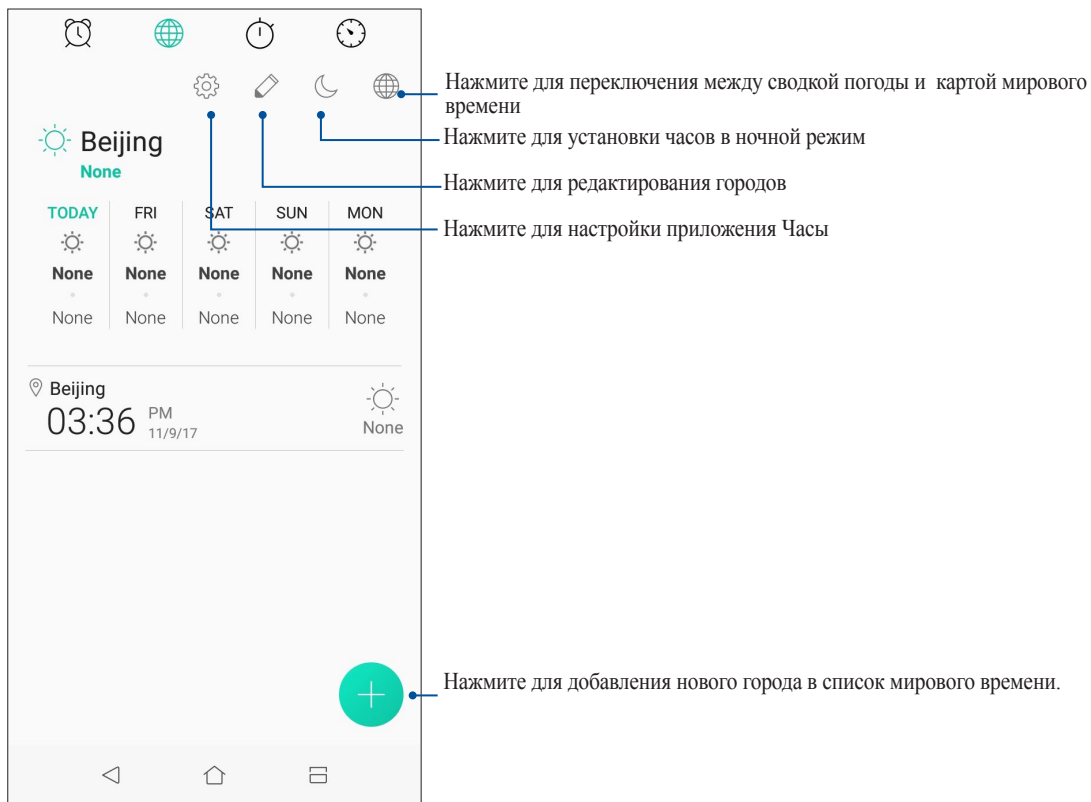 Нажмите для переключения между сводкой погоды и картой мирового
времени
Нажмите для установки часов в ночной режим
Beijing
None
Нажмите для редактирования городов
TODAY FRI SAT SUN MON
Нажмите для настройки приложения Часы
None None None None None
None None None None None
Beijing
03:36 PM
11/9/17
None
Нажмите для добавления нового города в список мирового времени.